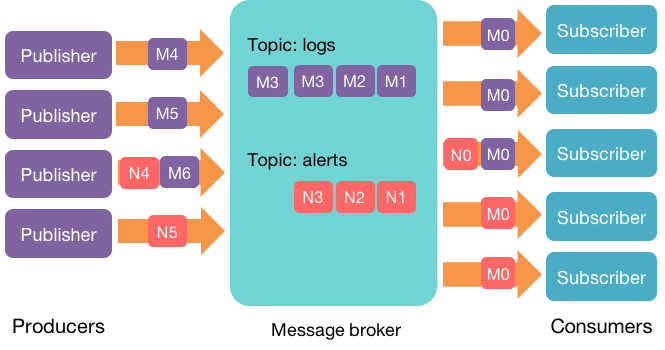 Publisher
M4
Publisher
M5
Publisher
N4 M6
Publisher
N5
Producers
Topic: logs
M3 M3 M2 M1
Topic: alerts
N3 N2 N1
Message broker
M0
Subscriber
M0
Subscriber
N0 M0
Subscriber
M0
Subscriber
M0
Subscriber
Consumers